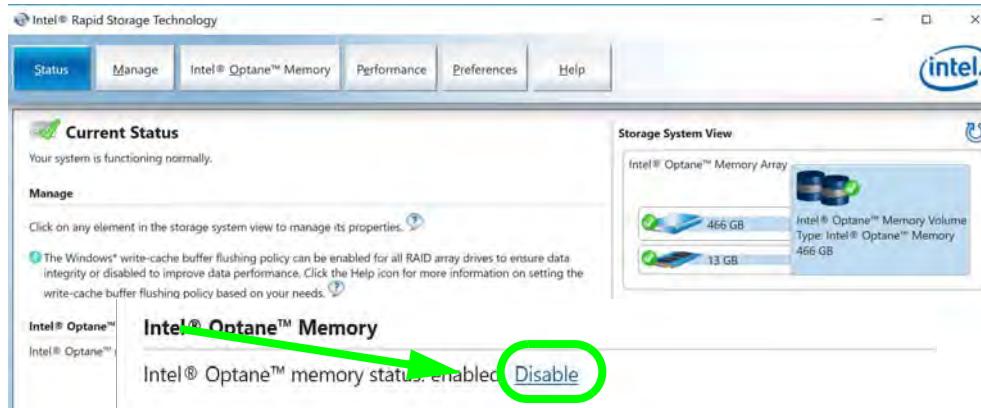 Intel® Rapid Storage Technology
Status Manage Intel® Optane™ Memory Performance Preferences Help
intel.
Current Status
Your system is functioning normally.
Manage
Click on any element in the storage system view to manage its properties.
The Windows* write-cache buffer flushing policy can be enabled for all RAID array drives to ensure data
integrity or disabled to improve data performance. Click the Help icon for more information on setting the
write-cache buffer flushing policy based on your needs.
Intel® Optane™
Intel® Optane™
Storage System View
Intel® Optane™ Memory Array
466 GB
13 GB
Intel® Optane™ Memory Volume
Type: Intel® Optane™ Memory
466 GB
Intel® Optane™ Memory
Intel® Optane™ memory status: enabled Disable